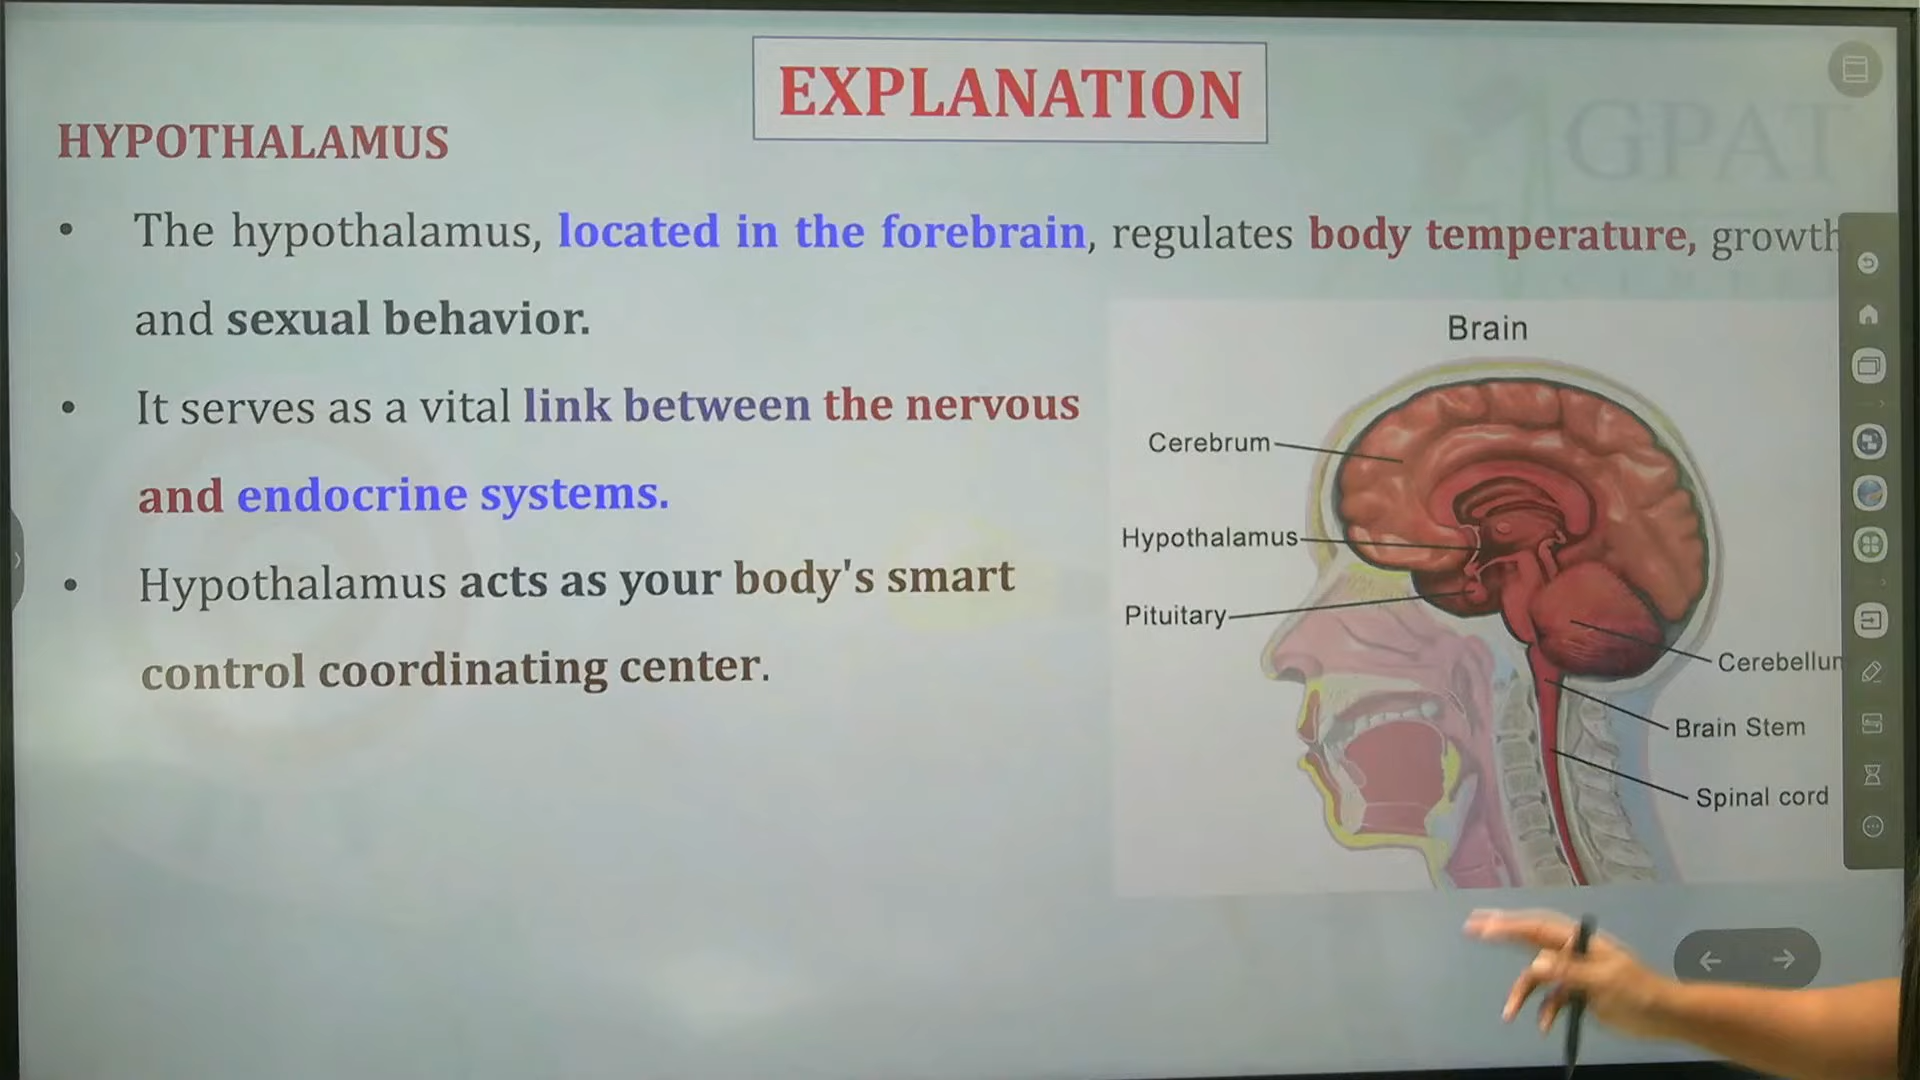 EXPLANATION
GPAT
HYPOTHALAMUS
• The hypothalamus, located in the forebrain, regulates body temperature, growth
and sexual behavior.
• It serves as a vital link between the nervous
and endocrine systems.
• Hypothalamus acts as your body's smart
control coordinating center.
Brain
Cerebrum
Hypothalamus
Pituitary
Cerebellu
Brain Stem
Spinal cord